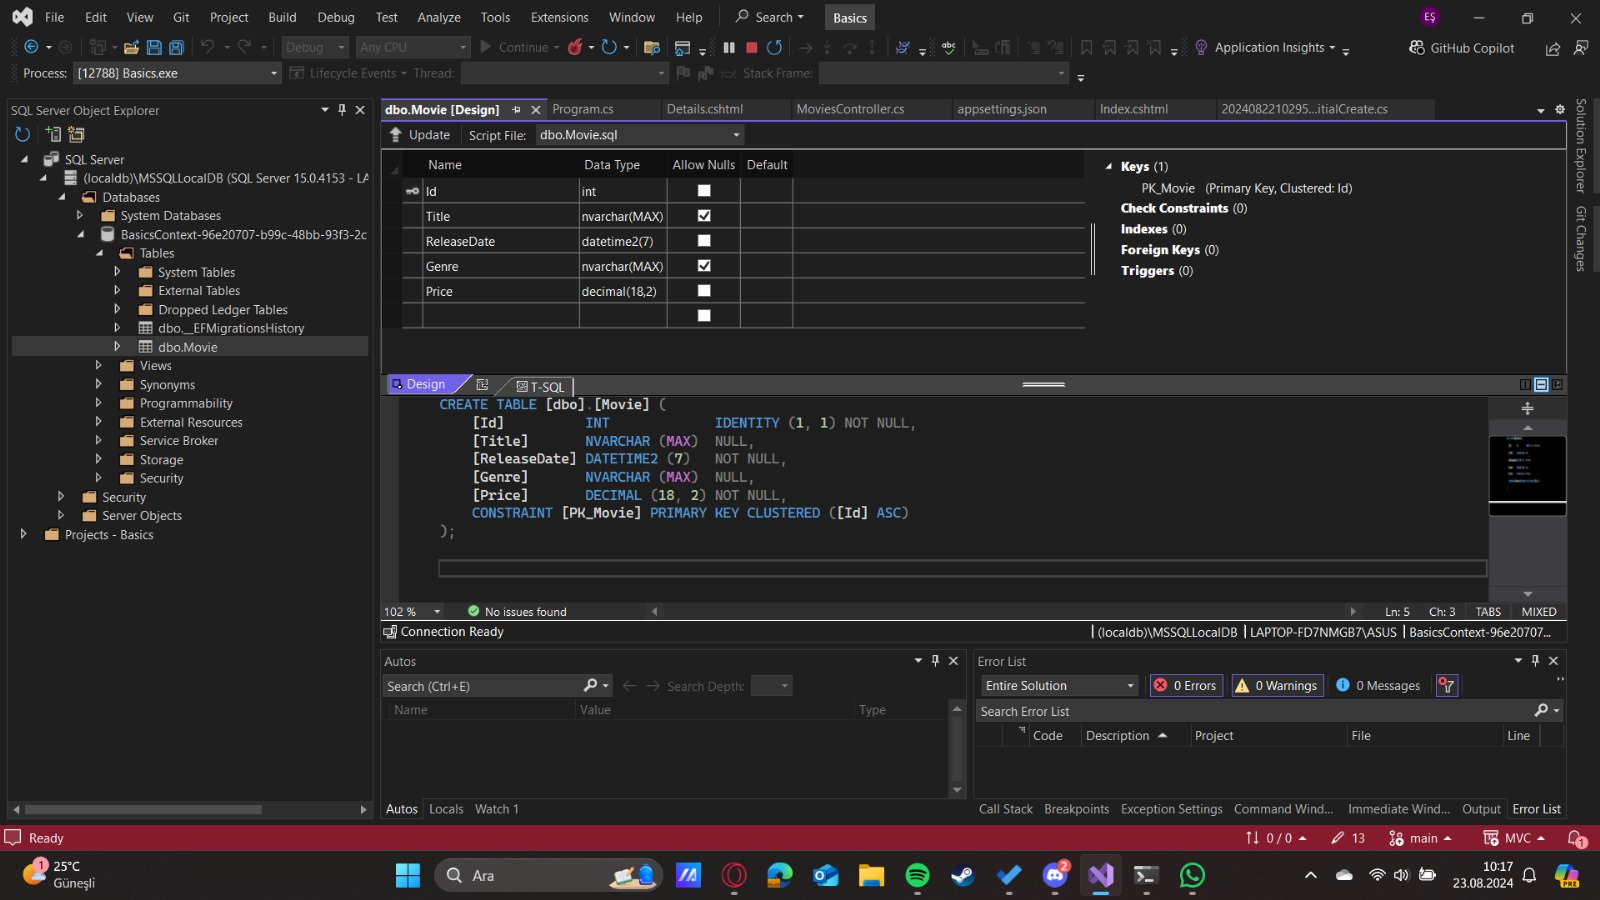 File Edit View Git Project Build Debug Test Analyze Tools Extensions Window Help Search Basics EŞ
Debug Any CPU Continue Application Insights GitHub Copilot
Process: [12788] Basics.exe Lifecycle Events Thread: Stack Frame:
SQL Server Object Explorer
SQL Server
(localdb)\MSSQLLocalDB (SQL Server 15.0.4153 - LA
Databases
System Databases
BasicsContext-96e20707-b99c-48bb-93f3-2c
Tables
System Tables
External Tables
Dropped Ledger Tables
dbo.__EFMigrationsHistory
dbo.Movie
Views
Synonyms
Programmability
External Resources
Service Broker
Storage
Security
Security
Server Objects
Projects - Basics
dbo.Movie [Design] Program.cs Details.cshtml MoviesController.cs appsettings.json Index.cshtml 2024082210295...itialCreate.cs
Update Script File: dbo.Movie.sql
Name Data Type Allow Nulls Default
Id int
Title nvarchar(MAX)
ReleaseDate datetime2(7)
Genre nvarchar(MAX)
Price decimal(18,2)
Keys (1)
PK_Movie (Primary Key, Clustered: Id)
Check Constraints (0)
Indexes (0)
Foreign Keys (0)
Triggers (0)
Design T-SQL
CREATE TABLE [dbo].[Movie] (
[Id] INT IDENTITY (1, 1) NOT NULL,
[Title] NVARCHAR (MAX) NULL,
[ReleaseDate] DATETIME2 (7) NOT NULL,
[Genre] NVARCHAR (MAX) NULL,
[Price] DECIMAL (18, 2) NOT NULL,
CONSTRAINT [PK_Movie] PRIMARY KEY CLUSTERED ([Id] ASC)
);
102 % No issues found Ln: 5 Ch: 3 TABS MIXED
Connection Ready (localdb)\MSSQLLocalDB LAPTOP-FD7NMGB7\ASUS BasicsContext-96e20707...
Autos
Search (Ctrl+E) Search Depth:
Name Value Type
Autos Locals Watch 1
Error List
Entire Solution 0 Errors 0 Warnings 0 Messages
Search Error List
Code Description Project File Line
Call Stack Breakpoints Exception Settings Command Wind... Immediate Wind... Output Error List
Solution Explorer
Git Changes
Ready 0 / 0 13 main MVC 1
1 25°C
Güneşli
Ara
2
10:17
23.08.2024
PRE